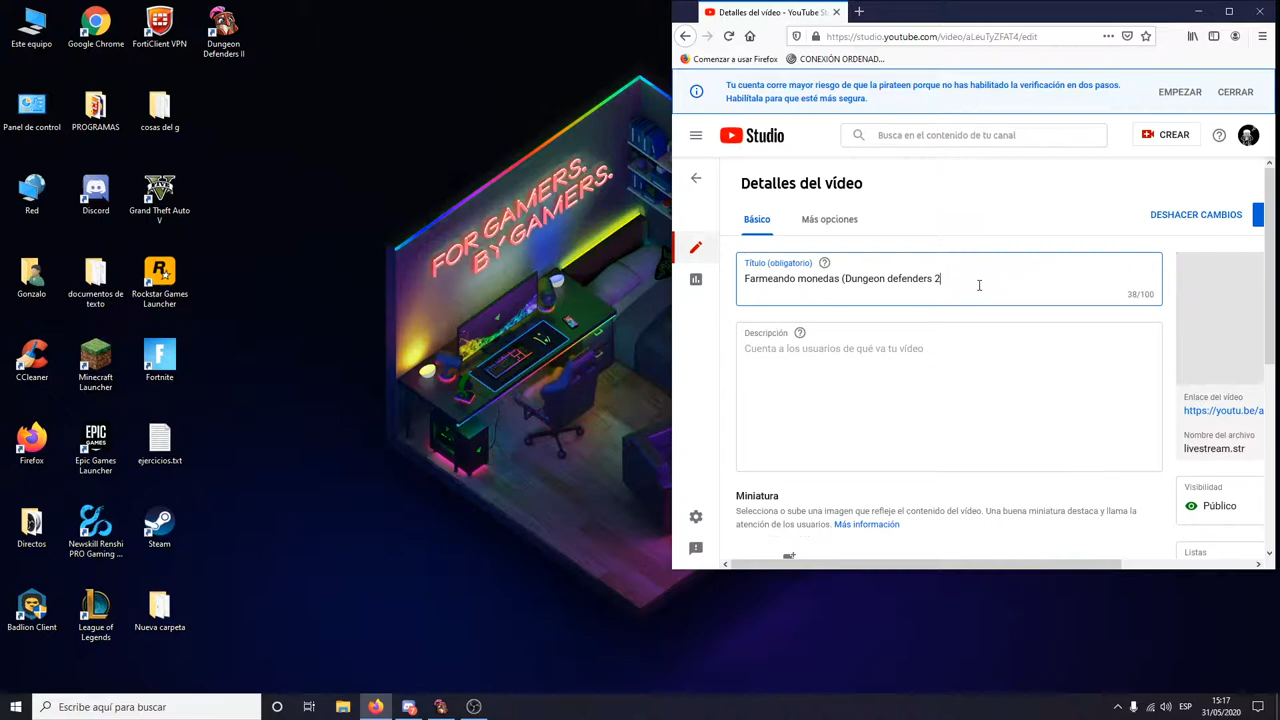 Este equipo
Google Chrome
FortiClient VPN
Dungeon
Defenders II
Panel de control
PROGRAMAS
cosas del g
Red
Discord
Grand Theft Auto
V
Gonzalo
documentos de
texto
Rockstar Games
Launcher
CCleaner
Minecraft
Launcher
Fortnite
Firefox
Epic Games
Launcher
ejercicios.txt
Directos
Newskill Renshi
PRO Gaming ...
Steam
Badlion Client
League of
Legends
Nueva carpeta
FOR GAMERS.
BY GAMERS.
Detalles del vídeo - YouTube St
https://studio.youtube.com/video/aLeuTyZFAT4/edit
Comenzar a usar Firefox
CONEXIÓN ORDENAD...
Tu cuenta corre mayor riesgo de que la pirateen porque no has habilitado la verificación en dos pasos.
Habilítala para que esté más segura.
EMPEZAR
CERRAR
Studio
Busca en el contenido de tu canal
CREAR
Detalles del vídeo
Básico
Más opciones
DESHACER CAMBIOS
Título (obligatorio)
Farmeando monedas (Dungeon defenders 2
38/100
Descripción
Cuenta a los usuarios de qué va tu vídeo
Enlace del vídeo
https://youtu.be/a
Nombre del archivo
livestream.str
Miniatura
Selecciona o sube una imagen que refleje el contenido del vídeo. Una buena miniatura destaca y llama la
atención de los usuarios. Más información
Visibilidad
Público
Listas
Escribe aquí para buscar
ESP
15:17
31/05/2020